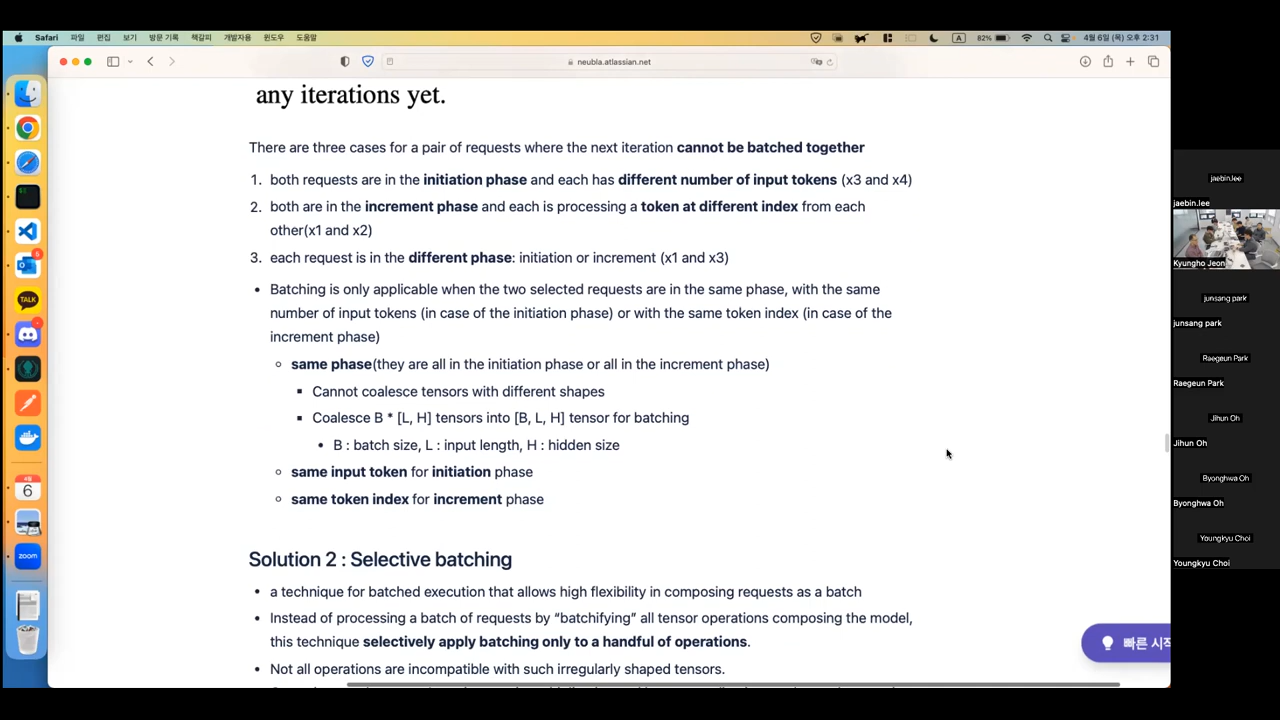 Safari 파일 편집 보기 방문 기록 책갈피 개발자용 윈도우 도움말 A 82% 4월 6일 (목) 오후 2:31
neubla.atlassian.net
any iterations yet.
There are three cases for a pair of requests where the next iteration cannot be batched together
1. both requests are in the initiation phase and each has different number of input tokens (x3 and x4)
2. both are in the increment phase and each is processing a token at different index from each
other(x1 and x2)
3. each request is in the different phase: initiation or increment (x1 and x3)
• Batching is only applicable when the two selected requests are in the same phase, with the same
number of input tokens (in case of the initiation phase) or with the same token index (in case of the
increment phase)
◦ same phase(they are all in the initiation phase or all in the increment phase)
▪ Cannot coalesce tensors with different shapes
▪ Coalesce B * [L, H] tensors into [B, L, H] tensor for batching
• B : batch size, L : input length, H : hidden size
◦ same input token for initiation phase
◦ same token index for increment phase
Solution 2 : Selective batching
• a technique for batched execution that allows high flexibility in composing requests as a batch
• Instead of processing a batch of requests by “batchifying” all tensor operations composing the model,
this technique selectively apply batching only to a handful of operations.
• Not all operations are incompatible with such irregularly shaped tensors.
빠른 시작
TALK
4월
6
zoom
jaebin.lee
jaebin.lee
Kyungho Jeon
junsang park
junsang park
Raegeun Park
Raegeun Park
Jihun Oh
Jihun Oh
Byonghwa Oh
Byonghwa Oh
Youngkyu Choi
Youngkyu Choi